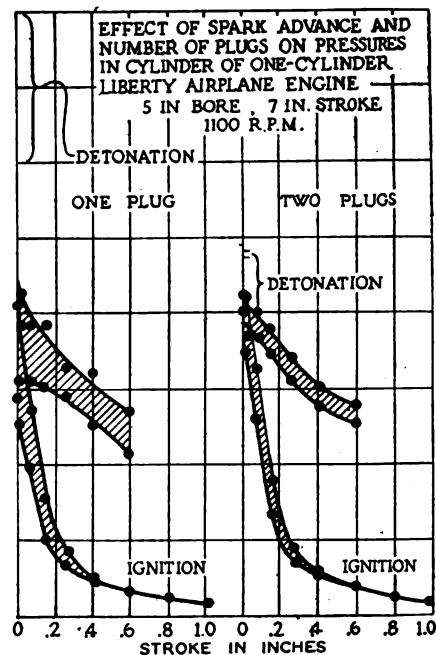 EFFECT OF SPARK ADVANCE AND
NUMBER OF PLUGS ON PRESSURES
IN CYLINDER OF ONE-CYLINDER
LIBERTY AIRPLANE ENGINE
5 IN BORE, 7 IN. STROKE
1100 R.P.M.
DETONATION
ONE PLUG
TWO PLUGS
DETONATION
IGNITION
IGNITION
0 .2 .4 .6 .8 1.0 0 .2 .4 .6 .8 1.0
STROKE IN INCHES